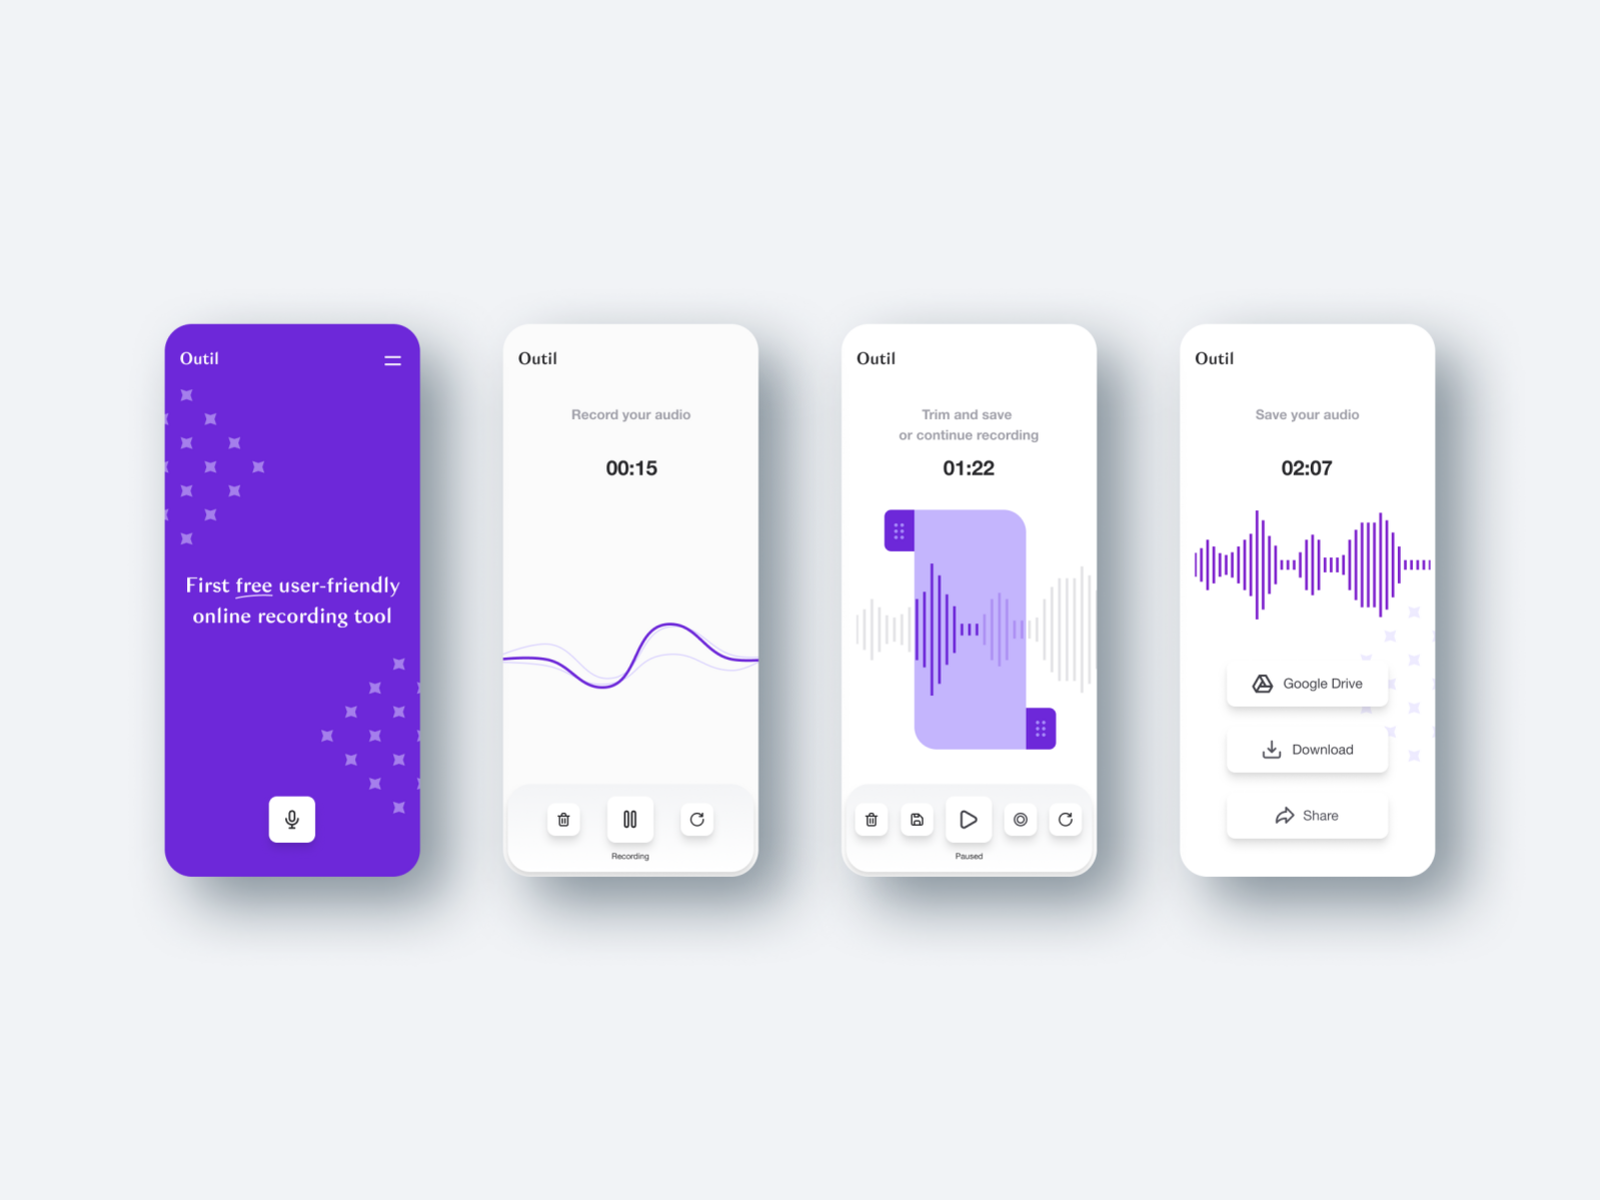 Outil
First free user-friendly
online recording tool
Outil
Record your audio
00:15
Recording
Outil
Trim and save
or continue recording
01:22
Paused
Outil
Save your audio
02:07
Google Drive
Download
Share